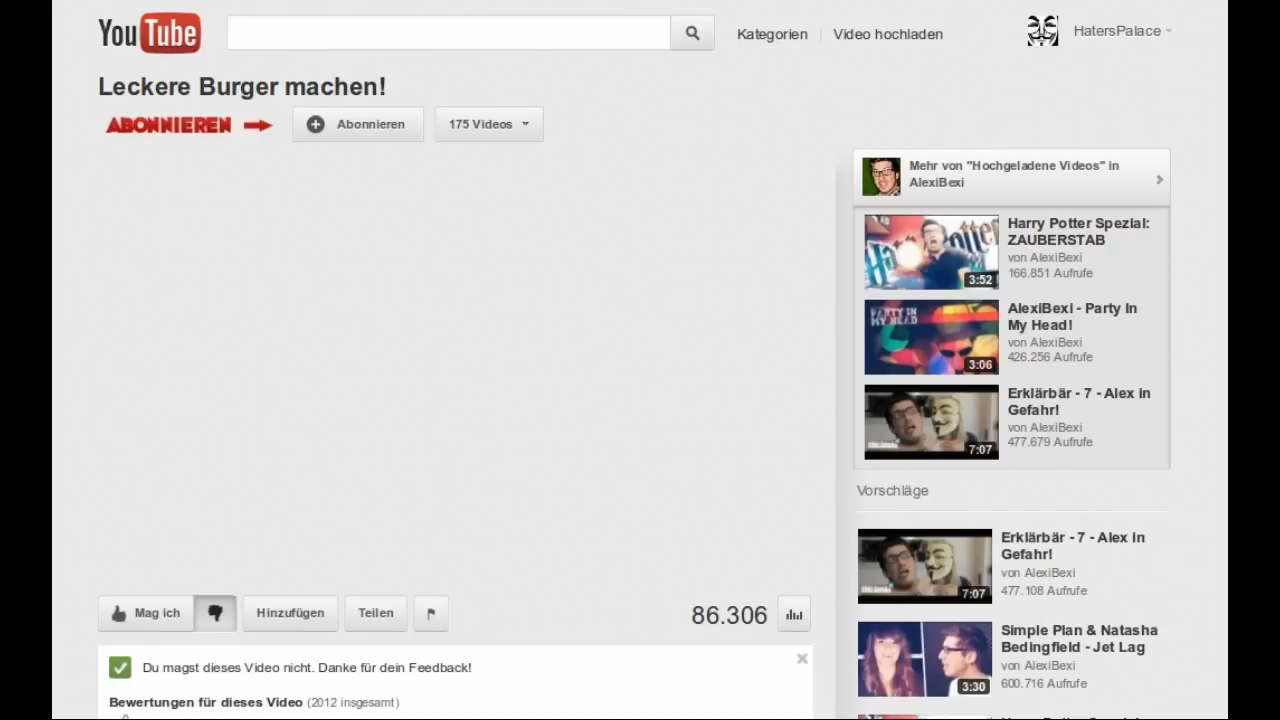 YouTube
Kategorien
Video hochladen
HatersPalace
Leckere Burger machen!
ABONNIEREN
Abonnieren
175 Videos
Mehr von "Hochgeladene Videos" in
AlexiBexi
Harry Potter Spezial:
ZAUBERSTAB
von AlexiBexi
166.851 Aufrufe
3:52
PARTY IN
MY HEAD
AlexiBexi - Party In
My Head!
von AlexiBexi
426.256 Aufrufe
3:06
Erklärbär - 7 - Alex in
Gefahr!
von AlexiBexi
477.679 Aufrufe
7:07
Vorschläge
Erklärbär - 7 - Alex in
Gefahr!
von AlexiBexi
477.108 Aufrufe
7:07
Simple Plan & Natasha
Bedingfield - Jet Lag
von AlexiBexi
600.716 Aufrufe
3:30
Mag ich
Hinzufügen
Teilen
86.306
Du magst dieses Video nicht. Danke für dein Feedback!
Bewertungen für dieses Video (2012 insgesamt)